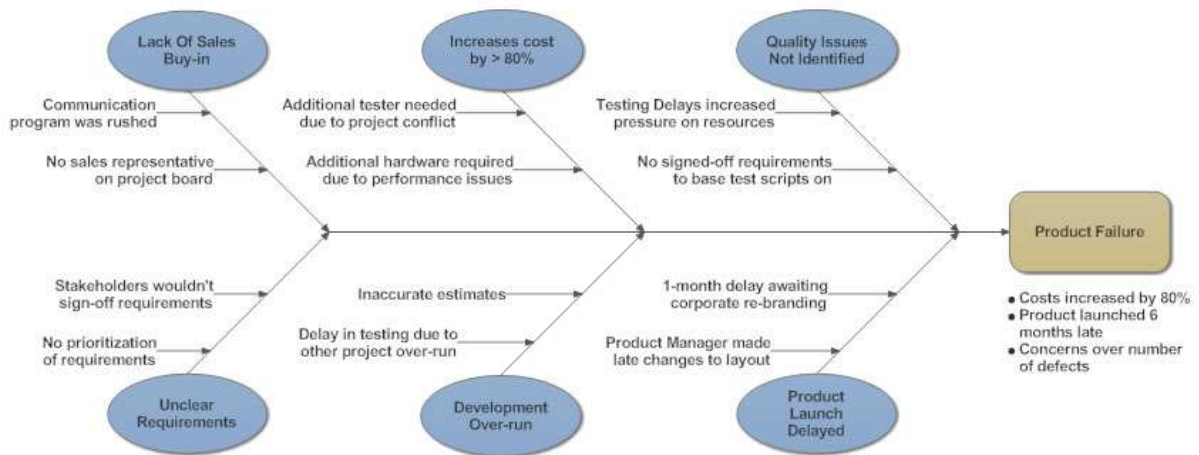 Lack Of Sales
Buy-in
Increases cost
by > 80%
Quality Issues
Not Identified
Communication
program was rushed
Additional tester needed
due to project conflict
Testing Delays increased
pressure on resources
No sales representative
on project board
Additional hardware required
due to performance issues
No signed-off requirements
to base test scripts on
Product Failure
Stakeholders wouldn't
sign-off requirements
Inaccurate estimates
1-month delay awaiting
corporate re-branding
No prioritization
of requirements
Delay in testing due to
other project over-run
Product Manager made
late changes to layout
• Costs increased by 80%
• Product launched 6
months late
• Concerns over number
of defects
Unclear
Requirements
Development
Over-run
Product
Launch
Delayed